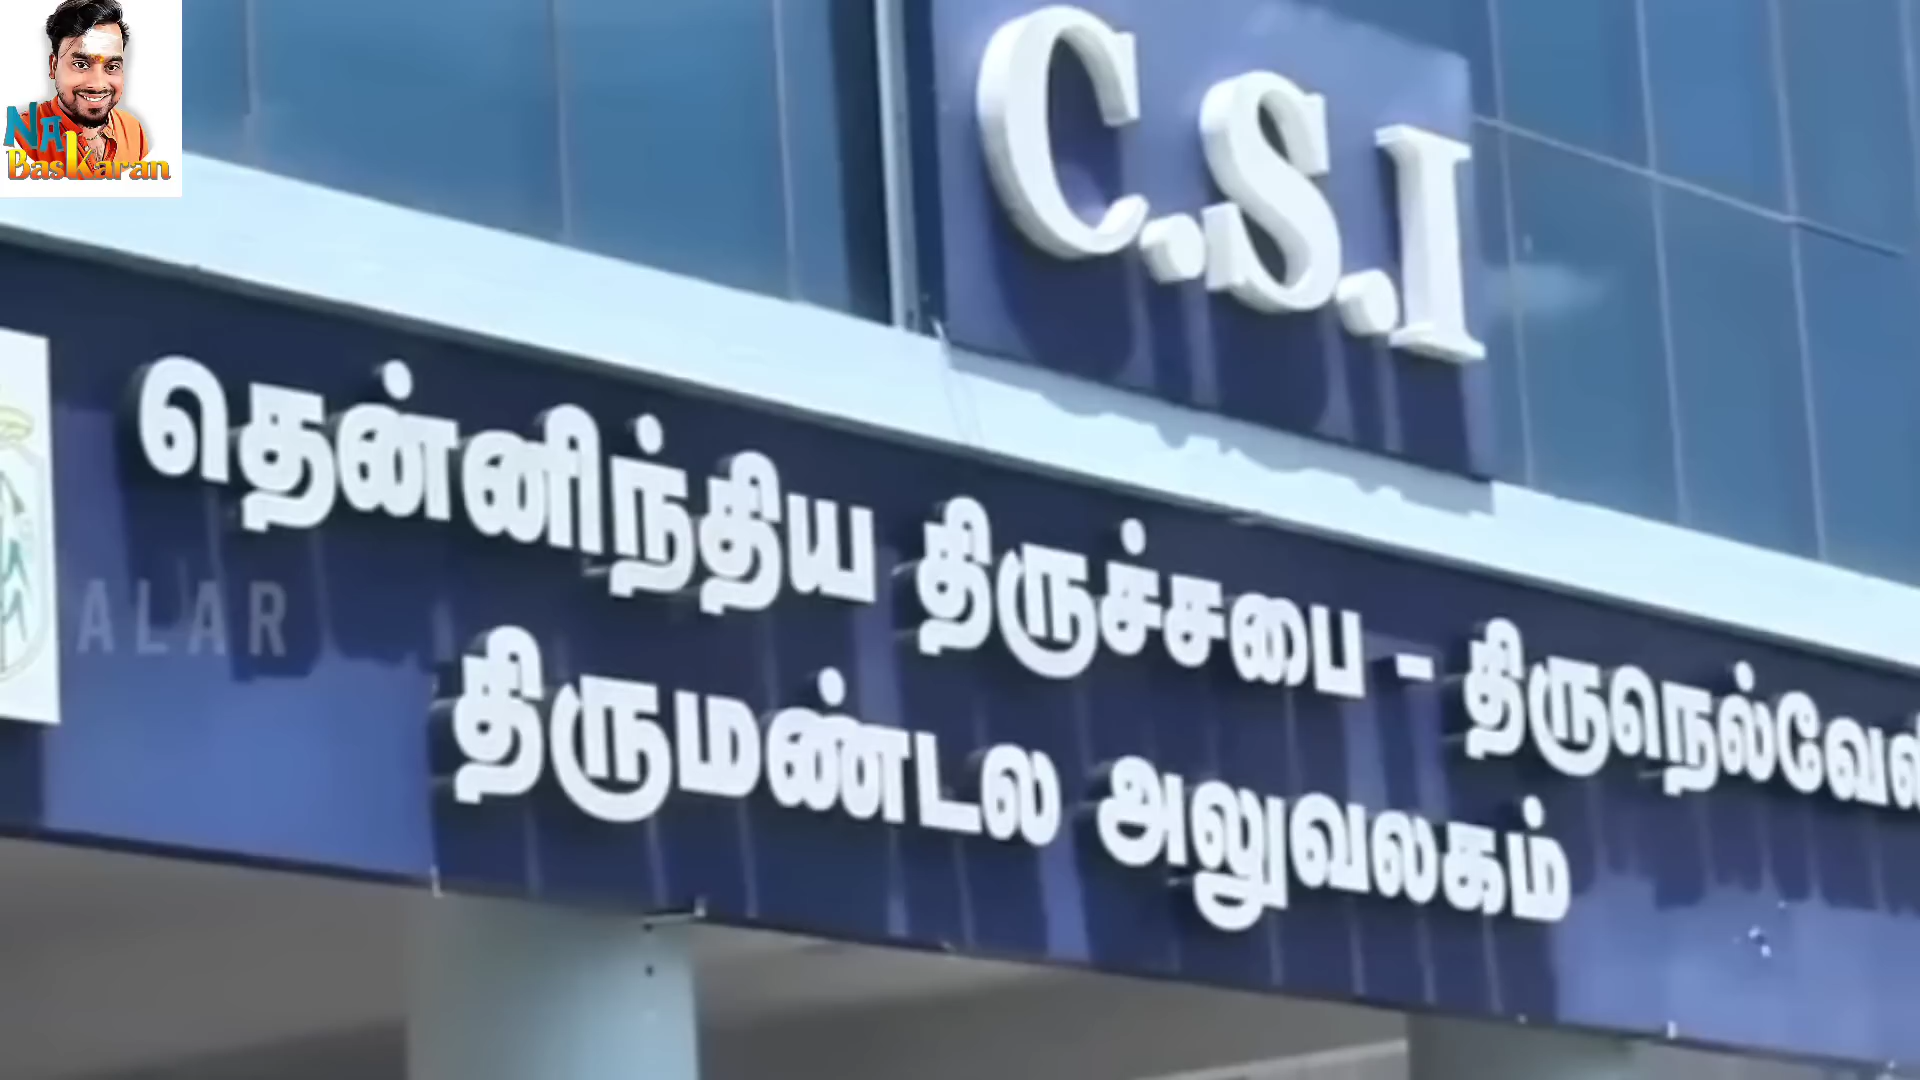 NA
Baskaran
C.S.I
தென்னிந்திய திருச்சபை - திருநெல்வேலி
திருமண்டல அலுவலகம்
ALAR